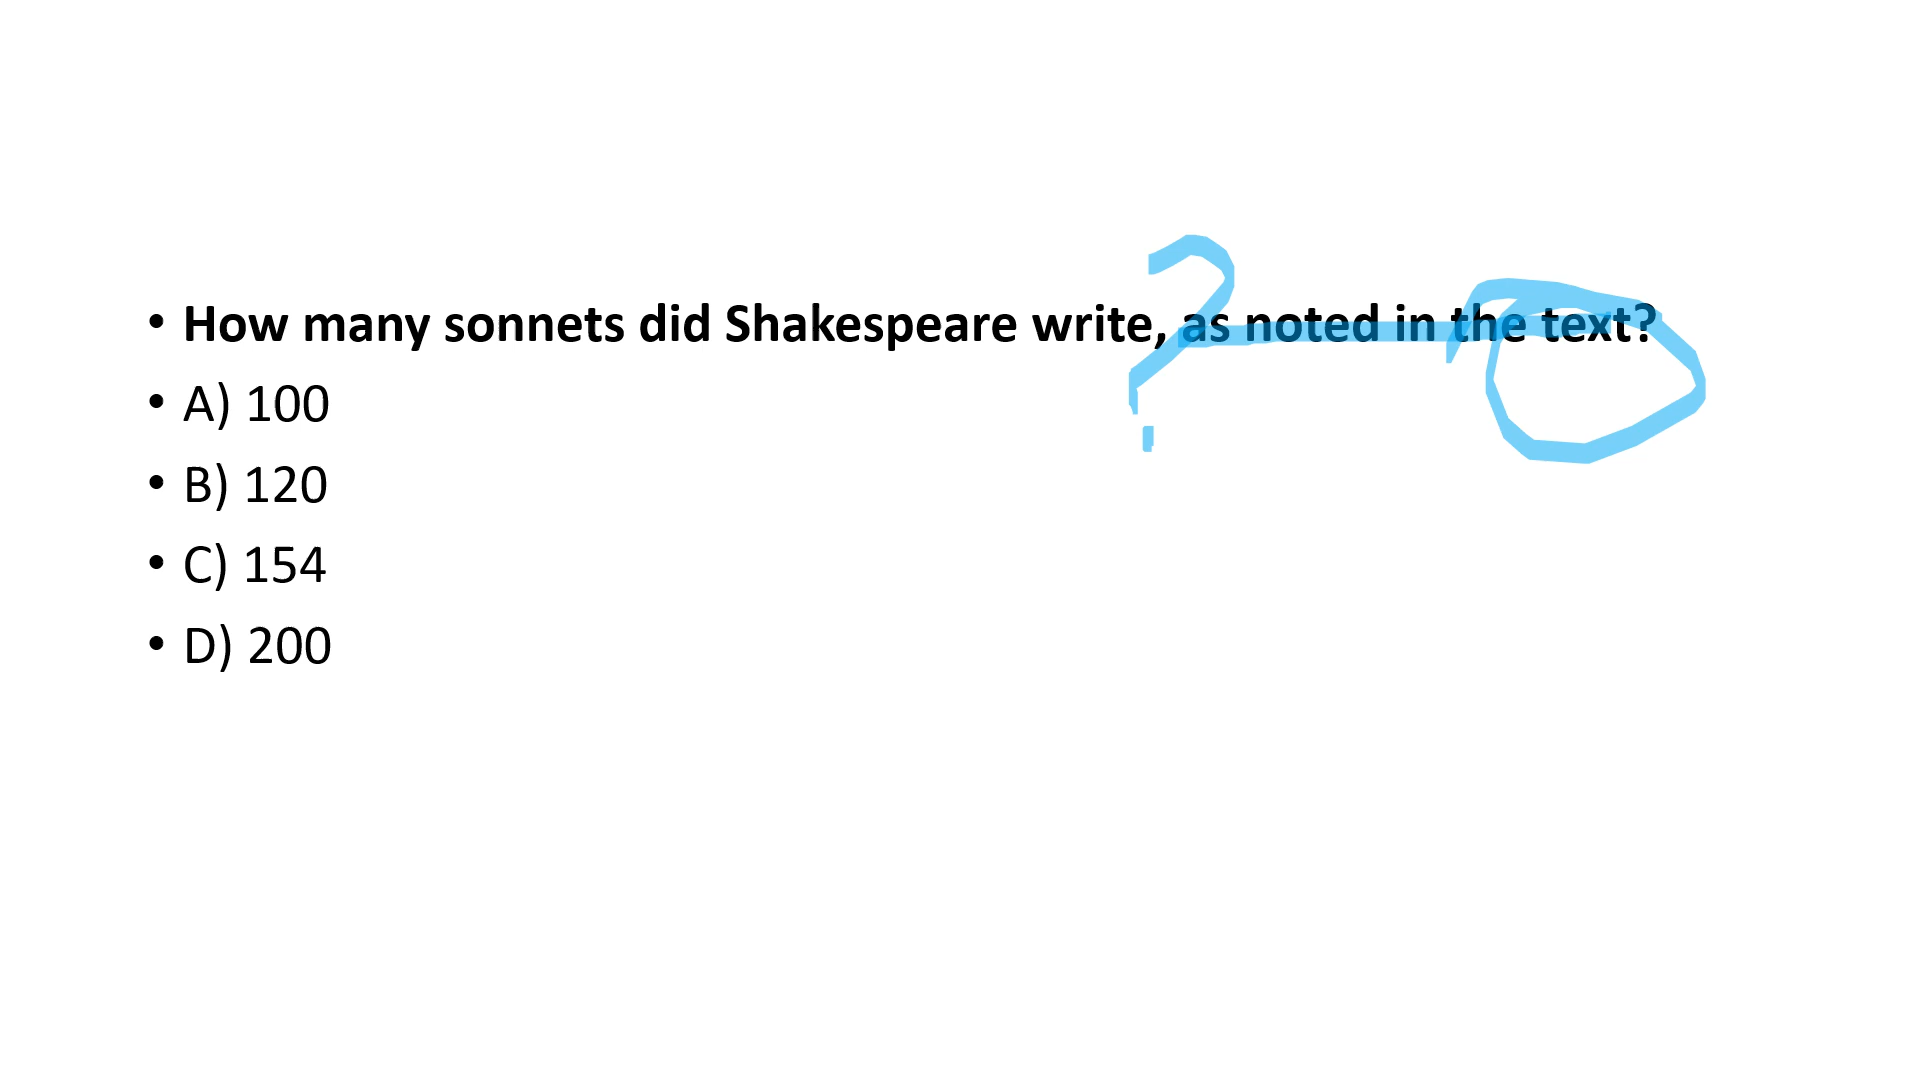 • How many sonnets did Shakespeare write, as noted in the text?
• A) 100
• B) 120
• C) 154
• D) 200